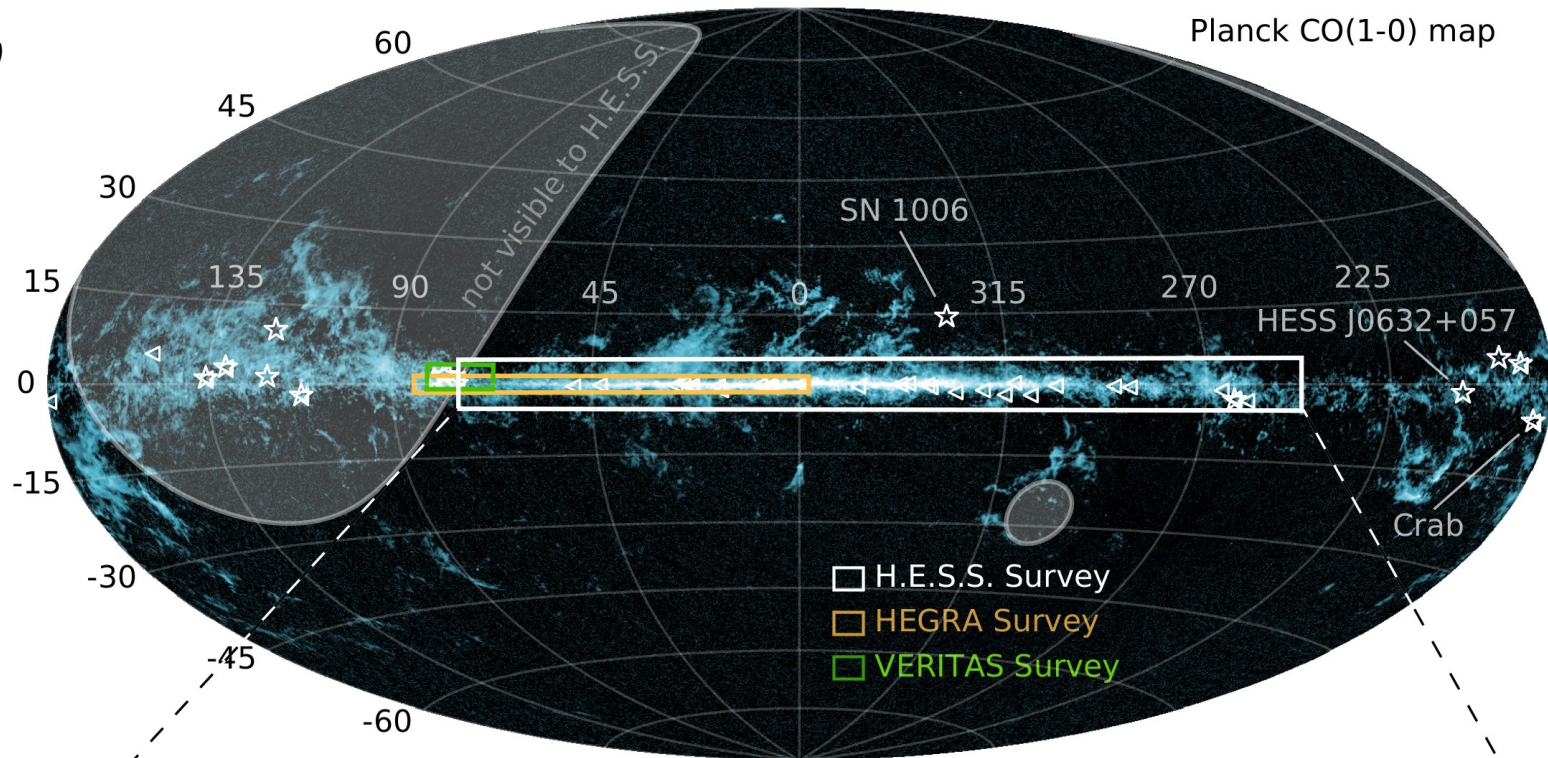 Planck CO(1-0) map
)
60
45
30
15
0
-15
-30
-45
-60
not visible to H.E.S.S.
SN 1006
135
90
45
0
315
270
225
HESS J0632+057
Crab
H.E.S.S. Survey
HEGRA Survey
VERITAS Survey